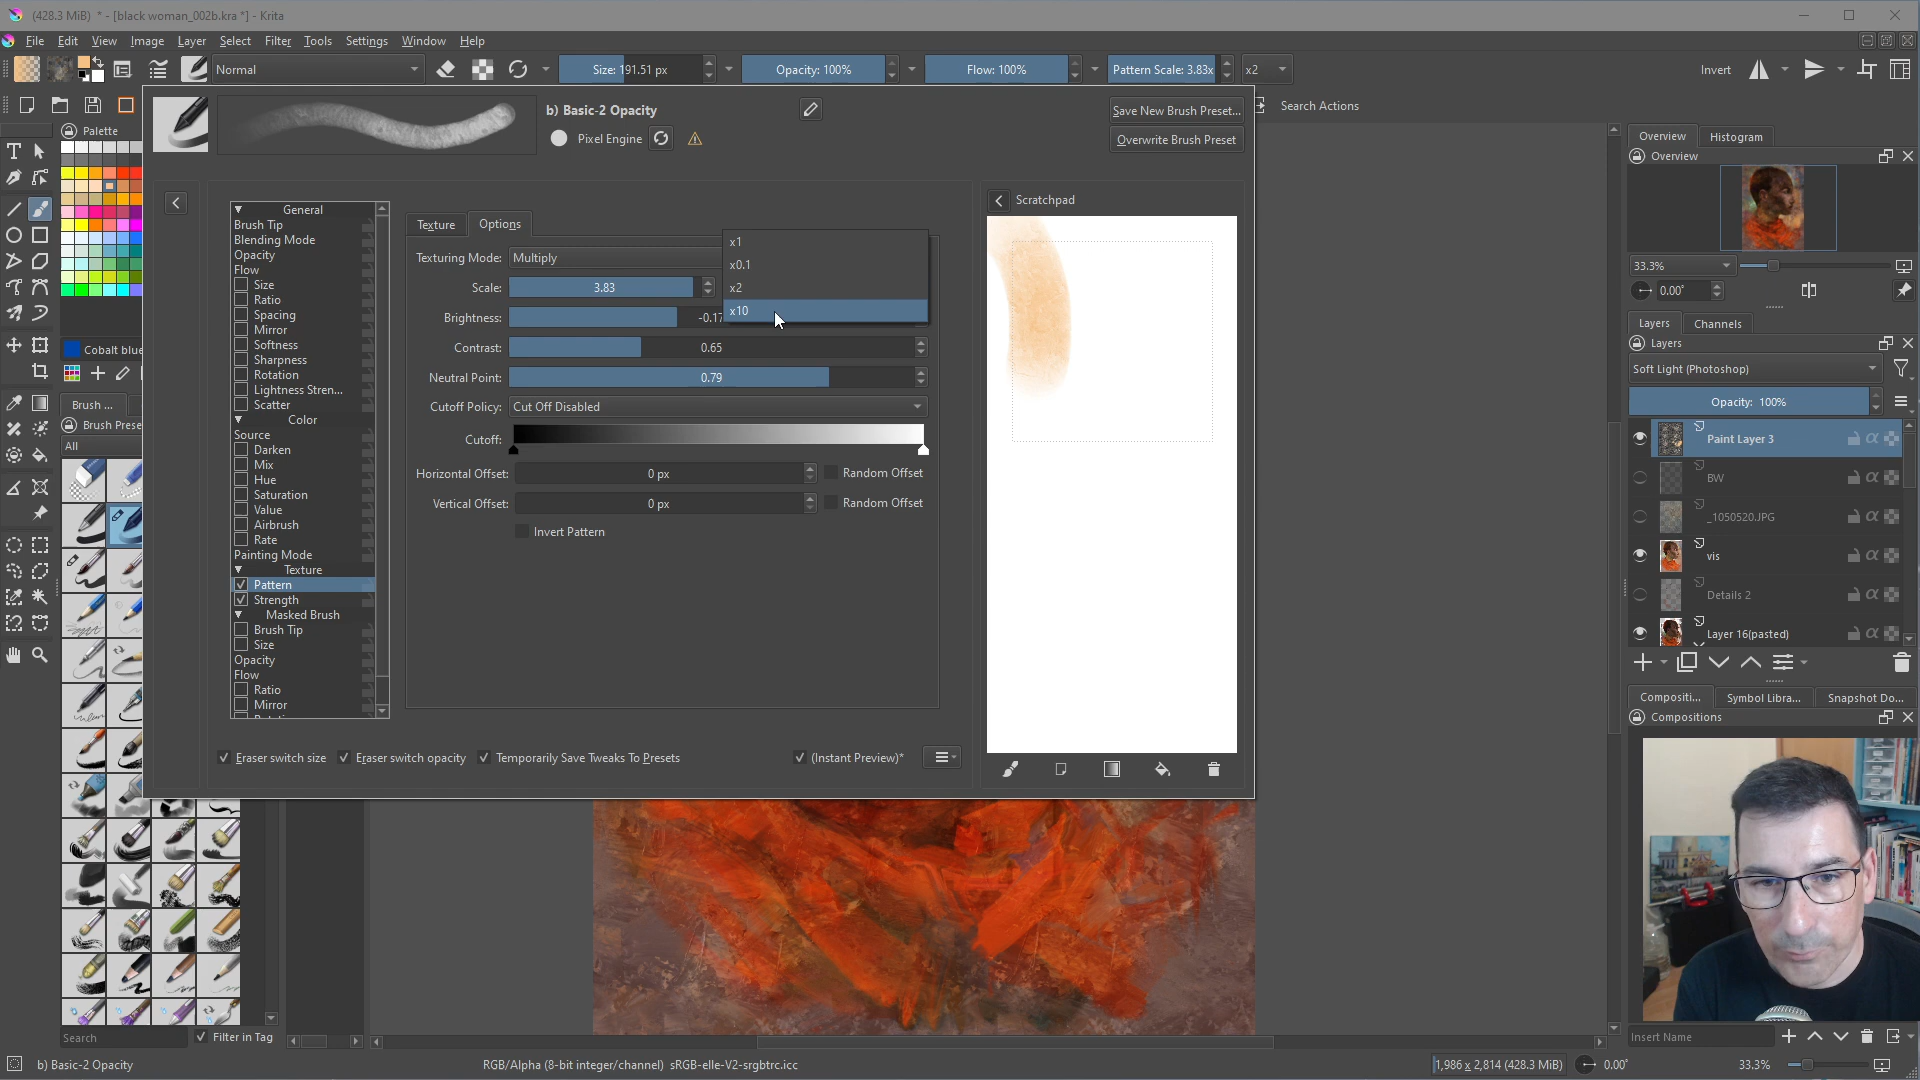 (428.3 MiB) * - [black woman_002b.kra *] - Krita
File Edit View Image Layer Select Filter Tools Settings Window Help
Normal Size: 191.51 px Opacity: 100% Flow: 100% Pattern Scale: 3.83x x2 Invert
b) Basic-2 Opacity Save New Brush Preset... Search Actions
Pixel Engine Overwrite Brush Preset
Palette
Cobalt blue
Brush ...
Brush Prese
All
Search Filter in Tag
General
Brush Tip
Blending Mode
Opacity
Flow
Size
Ratio
Spacing
Mirror
Softness
Sharpness
Rotation
Lightness Stren...
Scatter
Color
Source
Darken
Mix
Hue
Saturation
Value
Airbrush
Rate
Painting Mode
Texture
Pattern
Strength
Masked Brush
Brush Tip
Size
Opacity
Flow
Ratio
Mirror
Texture Options
Texturing Mode: Multiply
Scale: 3.83
x1
x0.1
x2
x10
Brightness: -0.17
Contrast: 0.65
Neutral Point: 0.79
Cutoff Policy: Cut Off Disabled
Cutoff:
Horizontal Offset: 0 px Random Offset
Vertical Offset: 0 px Random Offset
Invert Pattern
Eraser switch size Eraser switch opacity Temporarily Save Tweaks To Presets (Instant Preview)*
Scratchpad
Overview Histogram
Overview
33.3%
0.00°
Layers Channels
Layers
Soft Light (Photoshop)
Opacity: 100%
Paint Layer 3
BW
_1050520.JPG
vis
Details 2
Layer 16(pasted)
Compositi... Symbol Libra... Snapshot Do...
Compositions
Insert Name
b) Basic-2 Opacity RGB/Alpha (8-bit integer/channel) sRGB-elle-V2-srgbtrc.icc 1,986 x 2,814 (428.3 MiB) 0.00° 33.3%